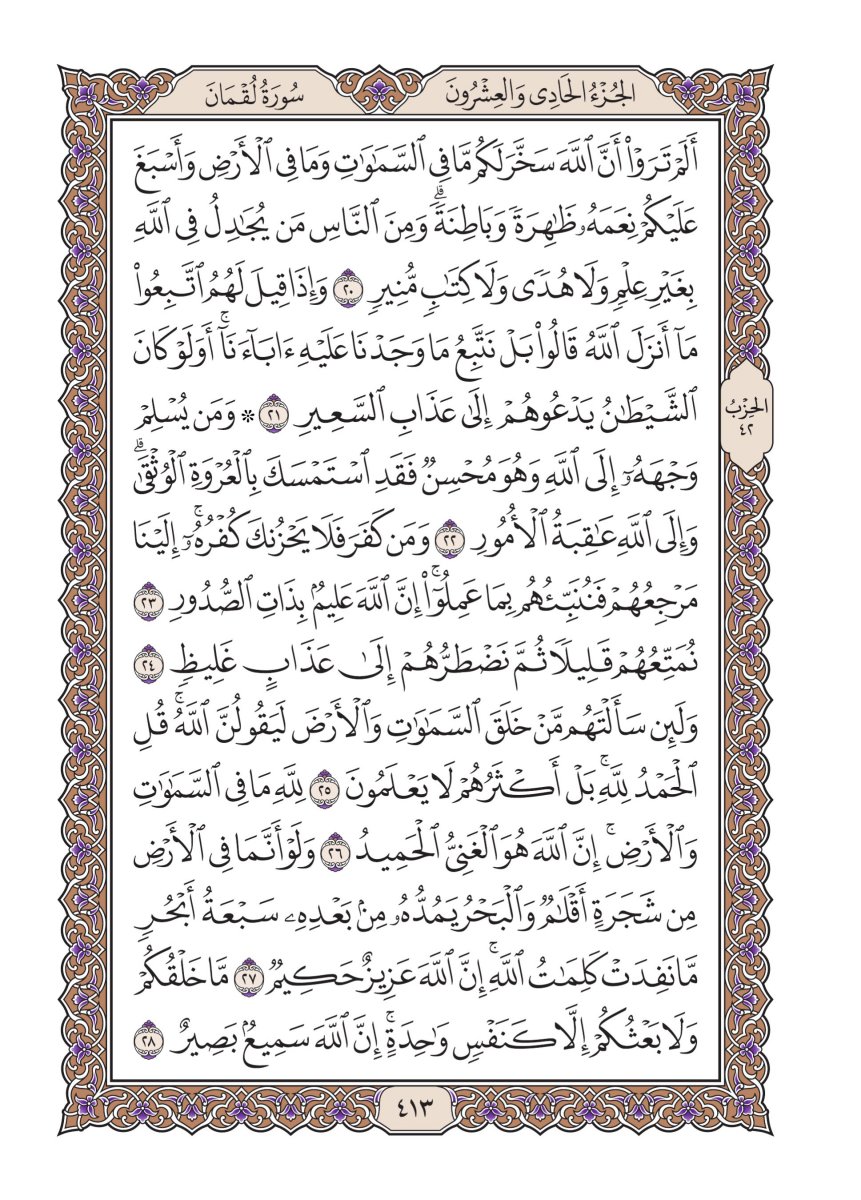 الجُزْءُ الحَادِى وَالعِشْرُونَ
سُورَةُ لُقْمَانَ
أَلَمْ تَرَوْا۟ أَنَّ ٱللَّهَ سَخَّرَ لَكُم مَّا فِى ٱلسَّمَـٰوَٰتِ وَمَا فِى ٱلْأَرْضِ وَأَسْبَغَ
عَلَيْكُمْ نِعَمَهُۥ ظَـٰهِرَةً وَبَاطِنَةً ۗ وَمِنَ ٱلنَّاسِ مَن يُجَـٰدِلُ فِى ٱللَّهِ
بِغَيْرِ عِلْمٍ وَلَا هُدًى وَلَا كِتَـٰبٍ مُّنِيرٍ ٢٠ وَإِذَا قِيلَ لَهُمُ ٱتَّبِعُوا۟
مَآ أَنزَلَ ٱللَّهُ قَالُوا۟ بَلْ نَتَّبِعُ مَا وَجَدْنَا عَلَيْهِ ءَابَآءَنَآ ۚ أَوَلَوْ كَانَ
ٱلشَّيْطَـٰنُ يَدْعُوهُمْ إِلَىٰ عَذَابِ ٱلسَّعِيرِ ٢١ * وَمَن يُسْلِمْ
وَجْهَهُۥٓ إِلَى ٱللَّهِ وَهُوَ مُحْسِنٌ فَقَدِ ٱسْتَمْسَكَ بِٱلْعُرْوَةِ ٱلْوُثْقَىٰ ۗ
وَإِلَى ٱللَّهِ عَـٰقِبَةُ ٱلْأُمُورِ ٢٢ وَمَن كَفَرَ فَلَا يَحْزُنكَ كُفْرُهُۥٓ ۚ إِلَيْنَا
مَرْجِعُهُمْ فَنُنَبِّئُهُم بِمَا عَمِلُوٓا۟ ۚ إِنَّ ٱللَّهَ عَلِيمٌۢ بِذَاتِ ٱلصُّدُورِ ٢٣
نُمَتِّعُهُمْ قَلِيلًا ثُمَّ نَضْطَرُّهُمْ إِلَىٰ عَذَابٍ غَلِيظٍ ٢٤
وَلَئِن سَأَلْتَهُم مَّنْ خَلَقَ ٱلسَّمَـٰوَٰتِ وَٱلْأَرْضَ لَيَقُولُنَّ ٱللَّهُ ۚ قُلِ
ٱلْحَمْدُ لِلَّهِ ۚ بَلْ أَكْثَرُهُمْ لَا يَعْلَمُونَ ٢٥ لِلَّهِ مَا فِى ٱلسَّمَـٰوَٰتِ
وَٱلْأَرْضِ ۚ إِنَّ ٱللَّهَ هُوَ ٱلْغَنِىُّ ٱلْحَمِيدُ ٢٦ وَلَوْ أَنَّمَا فِى ٱلْأَرْضِ
مِن شَجَرَةٍ أَقْلَـٰمٌ وَٱلْبَحْرُ يَمُدُّهُۥ مِنۢ بَعْدِهِۦ سَبْعَةُ أَبْحُرٍ
مَّا نَفِدَتْ كَلِمَـٰتُ ٱللَّهِ ۚ إِنَّ ٱللَّهَ عَزِيزٌ حَكِيمٌ ٢٧ مَّا خَلْقُكُمْ
وَلَا بَعْثُكُمْ إِلَّا كَنَفْسٍ وَٰحِدَةٍ ۗ إِنَّ ٱللَّهَ سَمِيعٌۢ بَصِيرٌ ٢٨
الحِزْبُ
٤٢
٤١٣